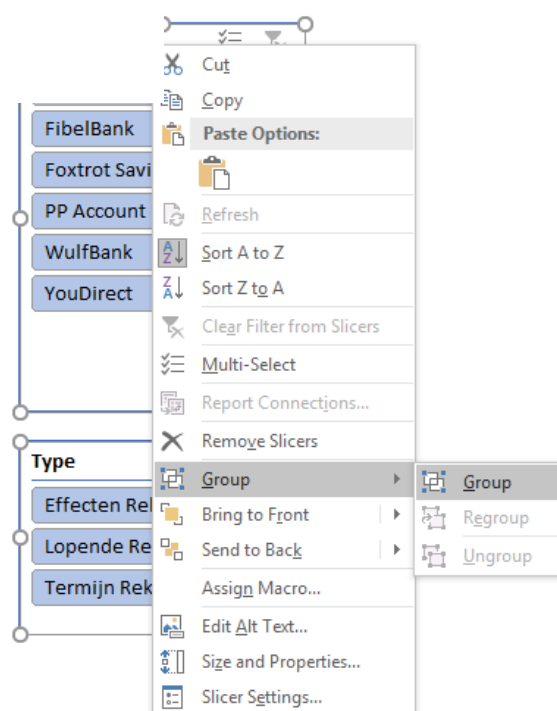 Cut
Copy
Paste Options:
Refresh
Sort A to Z
Sort Z to A
Clear Filter from Slicers
Multi-Select
Report Connections...
Remove Slicers
Group
Bring to Front
Send to Back
Assign Macro...
Edit Alt Text...
Size and Properties...
Slicer Settings...
Group
Regroup
Ungroup
FibelBank
Foxtrot Savi
PP Account
WulfBank
YouDirect
Type
Effecten Rel
Lopende Re
Termijn Rek